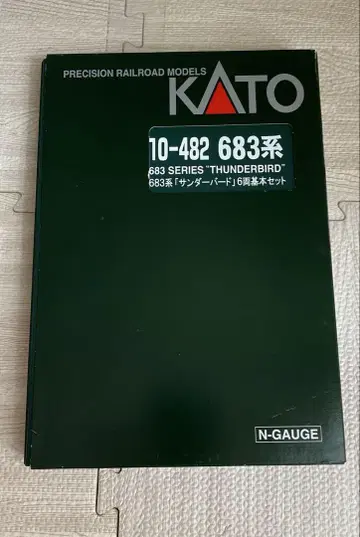 PRECISION RAILROAD MODELS
KATO
10-482 683系
683 SERIES "THUNDERBIRD"
683系「サンダーバード」6両基本セット
N-GAUGE